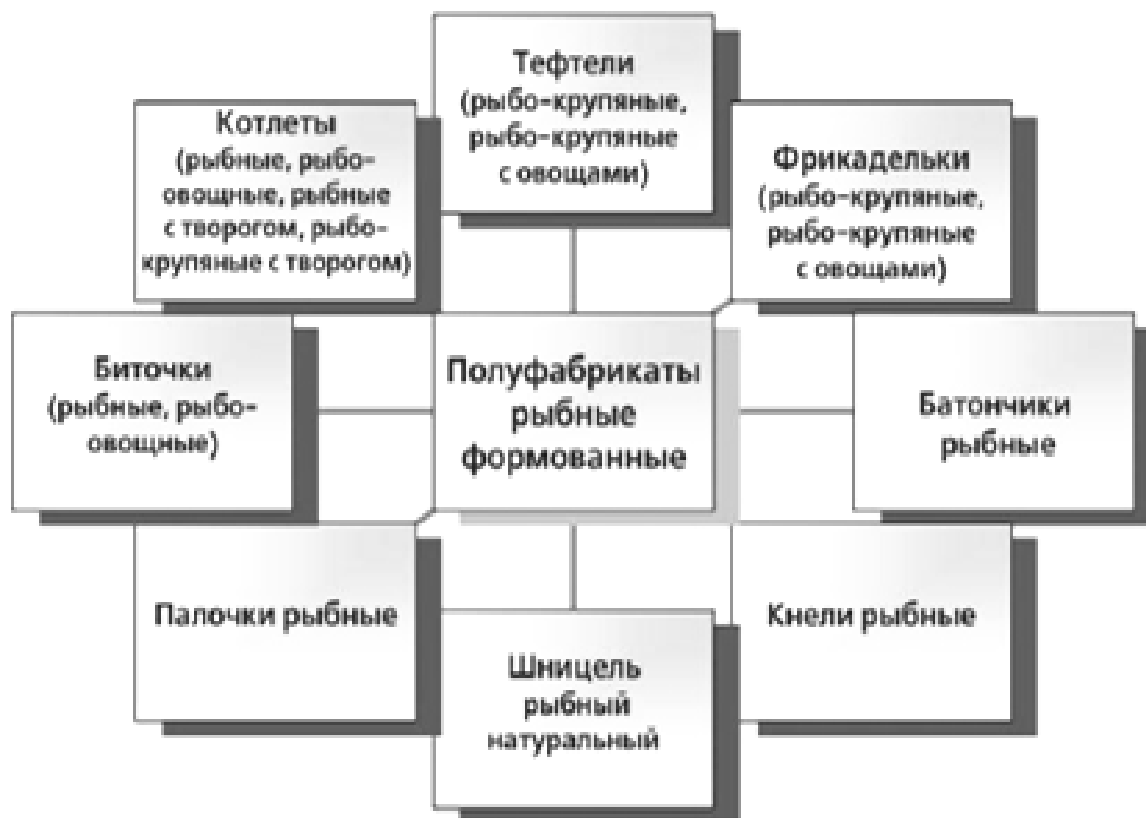 Тефтели
(рыбо-крупяные,
рыбо-крупяные
с овощами)
Котлеты
(рыбные, рыбо-
овощные, рыбные
с творогом, рыбо-
крупяные с творогом)
Фрикадельки
(рыбо-крупяные,
рыбо-крупяные
с овощами)
Биточки
(рыбные, рыбо-
овощные)
Полуфабрикаты
рыбные
формованные
Батончики
рыбные
Палочки рыбные
Шницель
рыбный
натуральный
Кнели рыбные